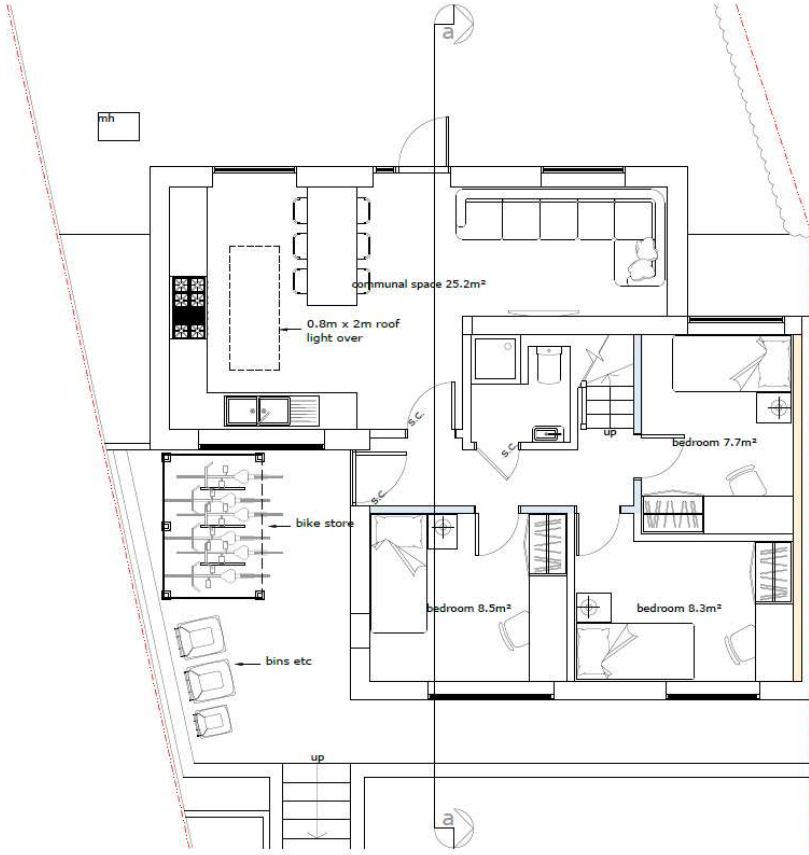 a
mh
communal space 25.2m²
0.8m x 2m roof
light over
s.c.
s.c.
up
bedroom 7.7m²
s.c.
bike store
bedroom 8.5m²
bedroom 8.3m²
bins etc
up
a